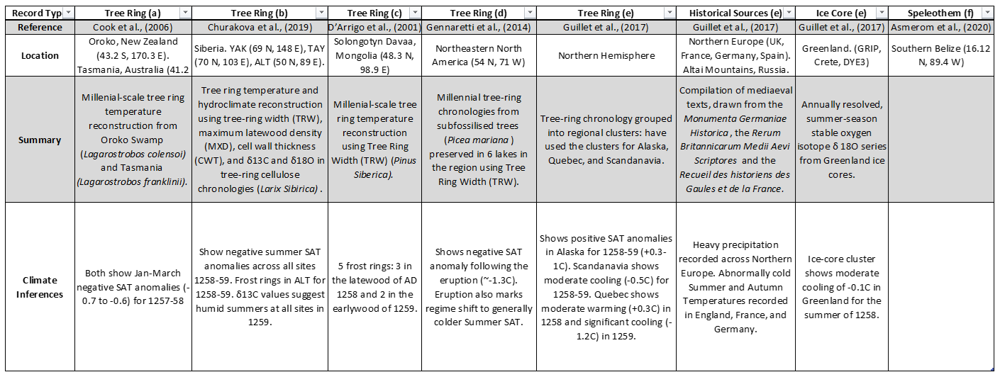 Record Typ
Tree Ring (a)
Tree Ring (b)
Tree Ring (c)
Tree Ring (d)
Tree Ring (e)
Historical Sources (e)
Ice Core (e)
Speleothem (f)
Reference
Cook et al., (2006)
Churakova et al., (2019)
D'Arrigo et al., (2001)
Gennaretti et al., (2014)
Guillet et al., (2017)
Guillet et al., (2017)
Guillet et al., (2017)
Asmerom et al., (2020)
Location
Oroko, New Zealand
(43.2 S, 170.3 E).
Tasmania, Australia (41.2
Siberia. YAK (69 N, 148 E), TAY
(70 N, 103 E), ALT (50 N, 89 E).
Solongotyn Davaa,
Mongolia (48.3 N,
98.9 E)
Northeastern North
America (54 N, 71 W)
Northern Hemisphere
Northern Europe (UK,
France, Germany, Spain).
Altai Mountains, Russia.
Greenland. (GRIP,
Crete, DYE3)
Southern Belize (16.12
N, 89.4 W)
Summary
Millenial-scale tree ring
temperature
reconstruction from
Oroko Swamp
(Lagarostrobos colensoi)
and Tasmania
(Lagarostrobos franklinii).
Tree ring temperature and
hydroclimate reconstruction
using tree-ring width (TRW),
maximum latewood density
(MXD), cell wall thickness
(CWT), and δ13C and δ18O in
tree-ring cellulose
chronologies (Larix Sibirica) .
Millenial-scale tree
ring temperature
reconstruction
using Tree Ring
Width (TRW) (Pinus
Siberica).
Millennial tree-ring
chronologies from
subfossilised trees
(Picea mariana )
preserved in 6 lakes in
the region using Tree
Ring Width (TRW).
Tree-ring chronology grouped
into regional clusters: have
used the clusters for Alaska,
Quebec, and Scandanavia.
Compilation of mediaeval
texts, drawn from the
Monumenta Germaniae
Historica , the Rerum
Britannicarum Medii Aevi
Scriptores and the
Recueil des historiens des
Gaules et de la France.
Annually resolved,
summer-season
stable oxygen
isotope δ 18O series
from Greenland ice
cores.
Climate
Inferences
Both show Jan-March
negative SAT anomalies (-
0.7 to -0.6) for 1257-58
Show negative summer SAT
anomalies across all sites
1258-59. Frost rings in ALT for
1258-59. δ13C values suggest
humid summers at all sites in
1259.
5 frost rings: 3 in
the latewood of AD
1258 and 2 in the
earlywood of 1259.
Shows negative SAT
anomaly following the
eruption (~-1.3C).
Eruption also marks
regime shift to generally
colder Summer SAT.
Shows positive SAT anomalies
in Alaska for 1258-59 (+0.3-
1C). Scandanavia shows
moderate cooling (-0.5C) for
1258-59. Quebec shows
moderate warming (+0.3C) in
1258 and significant cooling (-
1.2C) in 1259.
Heavy precipitation
recorded across Northern
Europe. Abnormally cold
Summer and Autumn
Temperatures recorded
in England, France, and
Germany.
Ice-core cluster
shows moderate
cooling of -0.1C in
Greenland for the
summer of 1258.